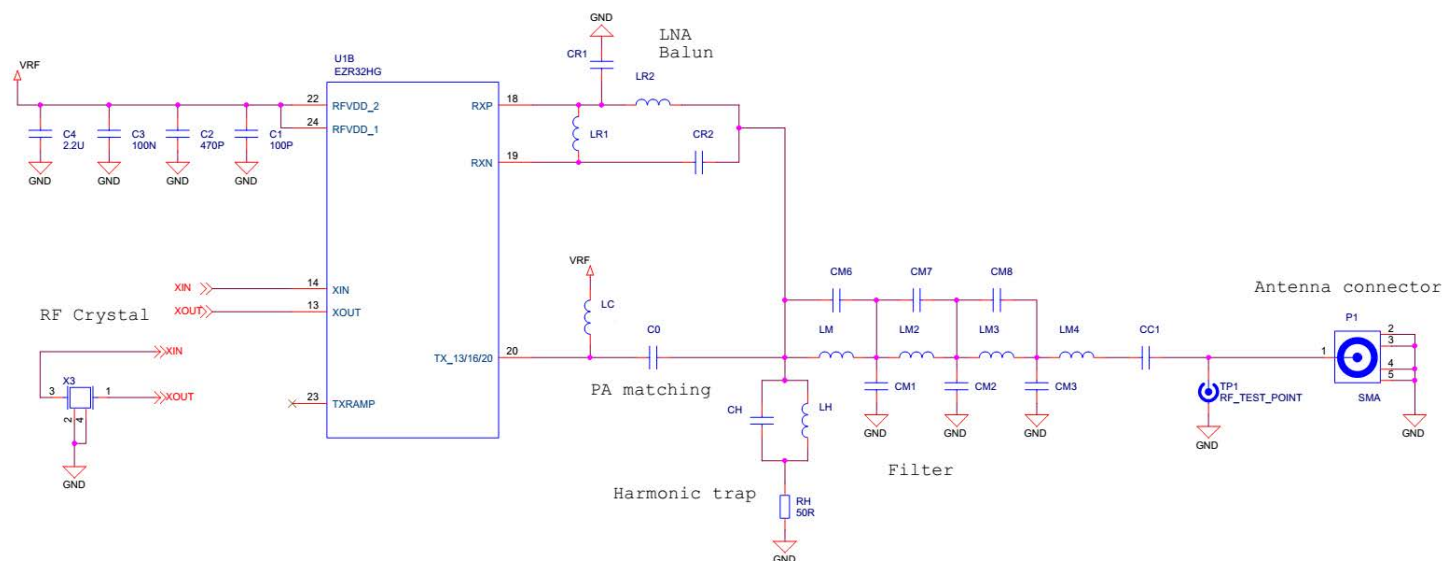 GND
LNA
Balun
CR1
LR2
U1B
EZR32HG
VRF
22
RFVDD_2
RXP
18
24
RFVDD_1
C4
2.2U
C3
100N
C2
470P
C1
100P
LR1
CR2
RXN
19
GND
GND
GND
GND
VRF
CM6
CM7
CM8
XIN
14
XIN
LC
Antenna connector
RF Crystal
XOUT
13
XOUT
C0
LM
LM2
LM3
LM4
CC1
P1
2
3
1
4
5
XIN
TX_13/16/20
20
X3
3
1
XOUT
PA matching
CM1
CM2
CM3
TP1
RF_TEST_POINT
SMA
23
TXRAMP
2
4
CH
LH
GND
GND
GND
GND
GND
GND
Filter
Harmonic trap
RH
50R
GND